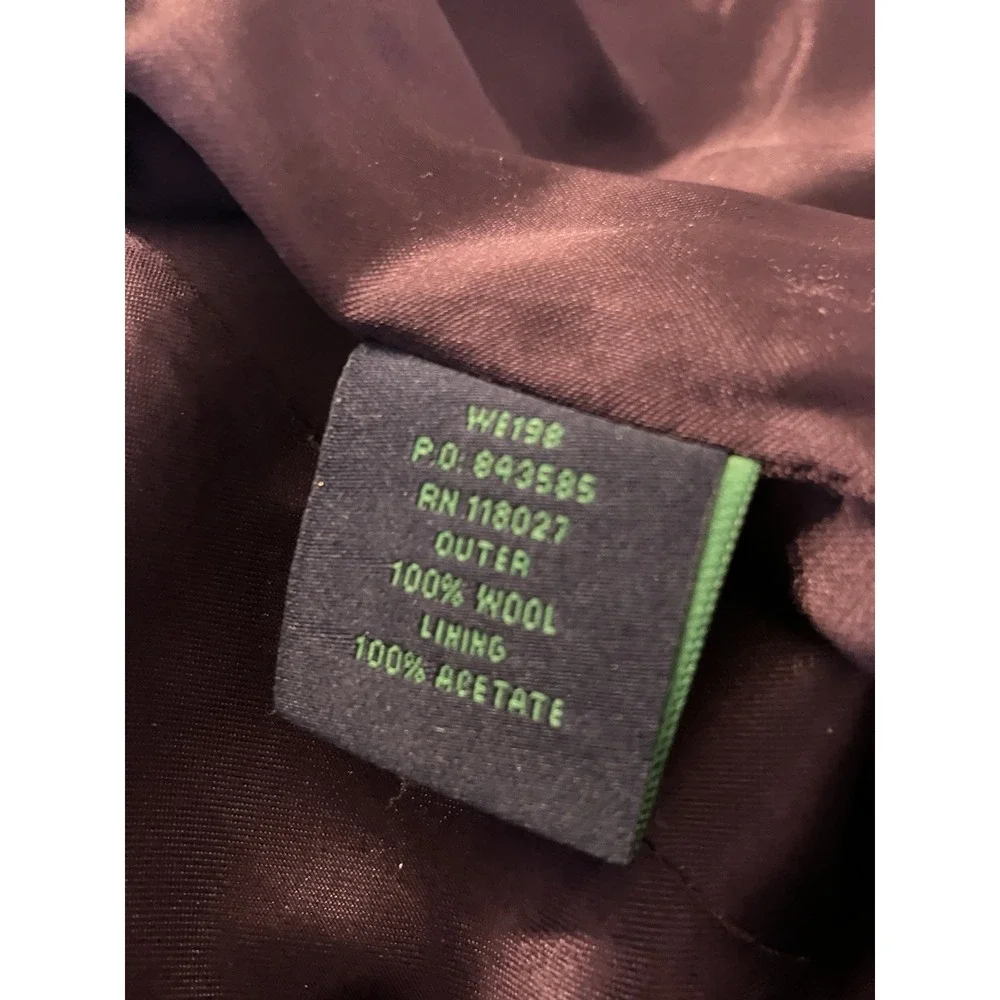 WE198
P.O: 843585
RN 118027
OUTER
100% WOOL
LINING
100% ACETATE